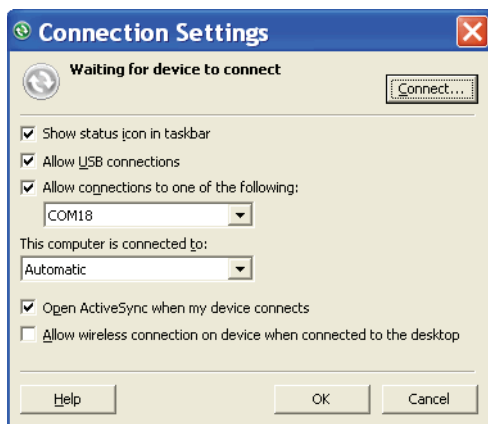 Connection Settings
Waiting for device to connect
Connect...
Show status icon in taskbar
Allow USB connections
Allow connections to one of the following:
COM18
This computer is connected to:
Automatic
Open ActiveSync when my device connects
Allow wireless connection on device when connected to the desktop
Help
OK
Cancel